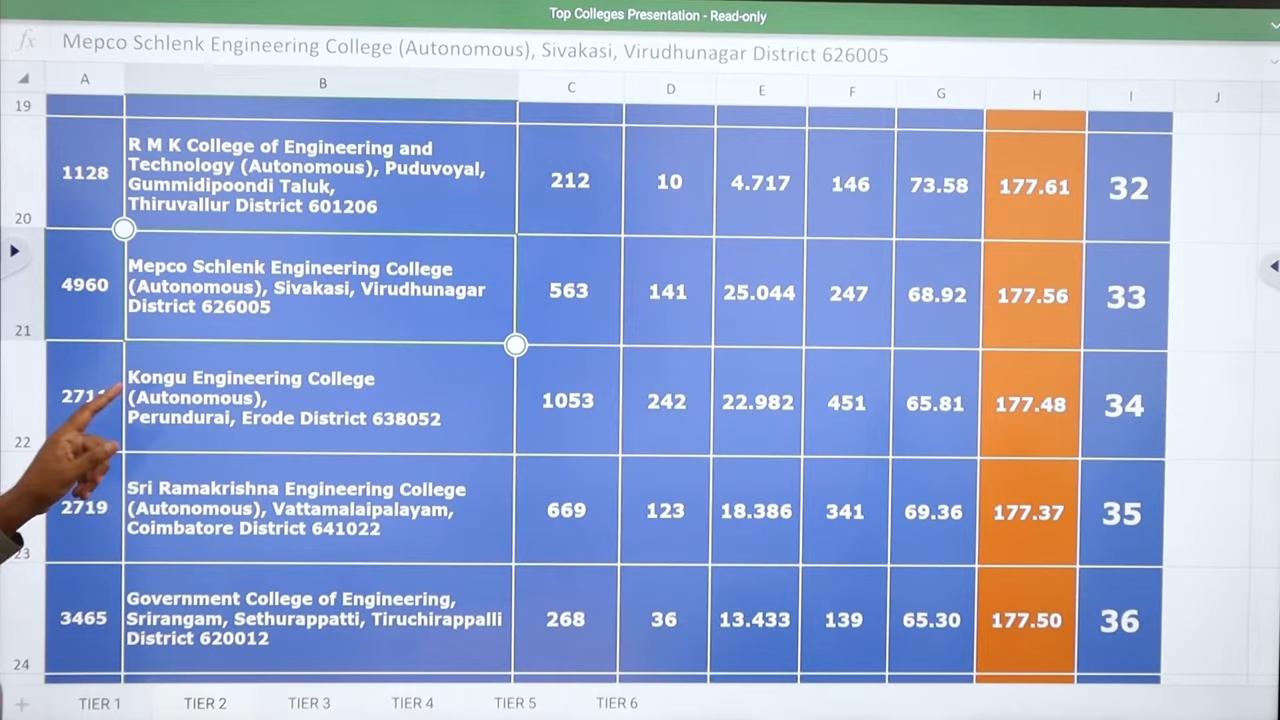 Top Colleges Presentation - Read-only
fx Mepco Schlenk Engineering College (Autonomous), Sivakasi, Virudhunagar District 626005
A B C D E F G H I J
19
20 1128 R M K College of Engineering and
Technology (Autonomous), Puduvoyal,
Gummidipoondi Taluk,
Thiruvallur District 601206 212 10 4.717 146 73.58 177.61 32
21 4960 Mepco Schlenk Engineering College
(Autonomous), Sivakasi, Virudhunagar
District 626005 563 141 25.044 247 68.92 177.56 33
22 Kongu Engineering College
(Autonomous),
Perundurai, Erode District 638052 1053 242 22.982 451 65.81 177.48 34
23 2719 Sri Ramakrishna Engineering College
(Autonomous), Vattamalaipalayam,
Coimbatore District 641022 669 123 18.386 341 69.36 177.37 35
24 3465 Government College of Engineering,
Srirangam, Sethurappatti, Tiruchirappalli
District 620012 268 36 13.433 139 65.30 177.50 36
+ TIER 1 TIER 2 TIER 3 TIER 4 TIER 5 TIER 6